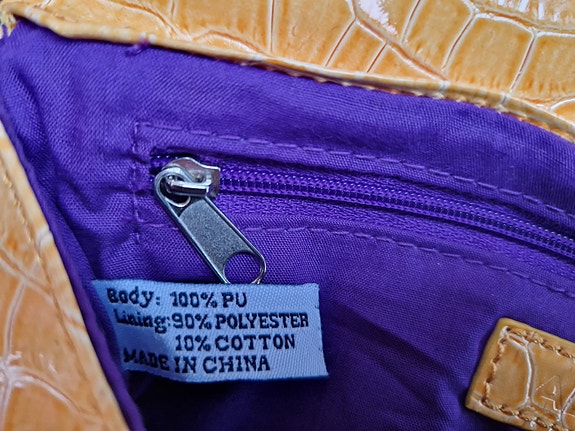 Body: 100% PU
Lining: 90% POLYESTER
10% COTTON
MADE IN CHINA